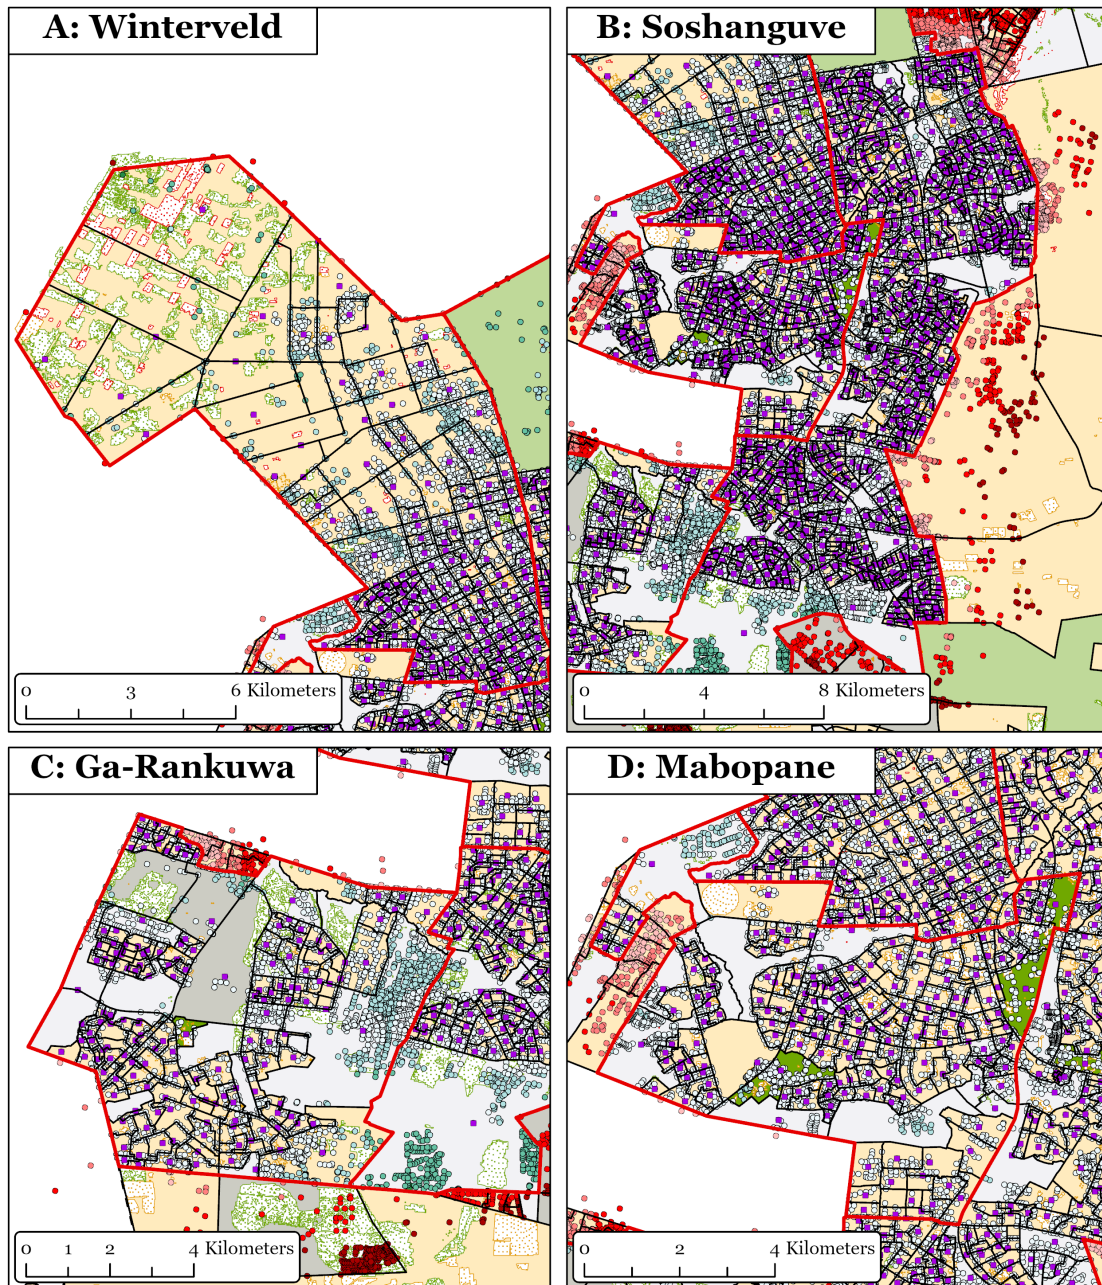 A: Winterveld
0 3 6 Kilometers
B: Soshanguve
0 4 8 Kilometers
C: Ga-Rankuwa
0 1 2 4 Kilometers
D: Mabopane
0 2 4 Kilometers